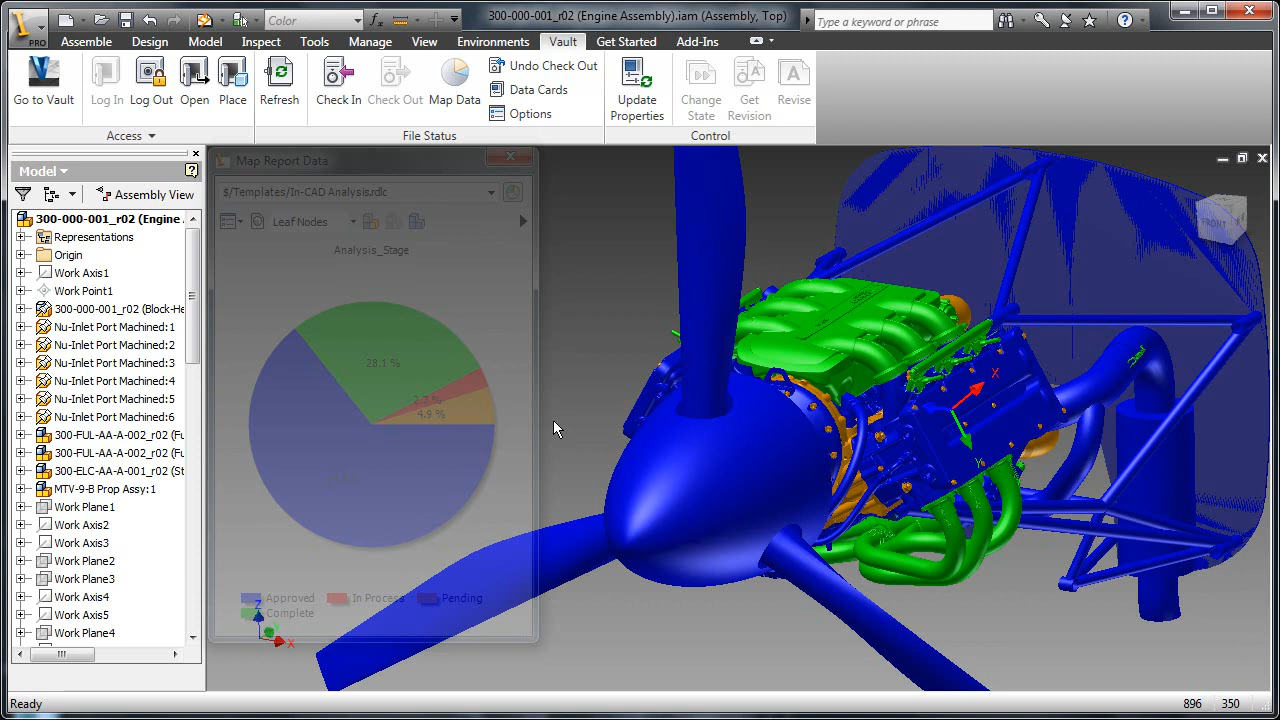 Color
300-000-001_r02 (Engine Assembly).iam (Assembly, Top)
Type a keyword or phrase
PRO
Assemble Design Model Inspect Tools Manage View Environments Vault Get Started Add-Ins
Go to Vault Log In Log Out Open Place Refresh Check In Check Out Map Data
Undo Check Out
Data Cards
Options
Update Properties
Change State
Get Revision
Revise
Access File Status Control
Model
Assembly View
300-000-001_r02 (Engine
Representations
Origin
Work Axis1
Work Point1
300-000-001_r02 (Block-He
Nu-Inlet Port Machined:1
Nu-Inlet Port Machined:2
Nu-Inlet Port Machined:3
Nu-Inlet Port Machined:4
Nu-Inlet Port Machined:5
Nu-Inlet Port Machined:6
300-FUL-AA-A-002_r02 (Fu
300-FUL-AA-A-002_r02 (Fu
300-ELC-AA-A-001_r02 (St
MTV-9-B Prop Assy:1
Work Plane1
Work Axis2
Work Axis3
Work Plane2
Work Plane3
Work Axis4
Work Axis5
Work Plane4
Map Report Data
$/Templates/In-CAD Analysis.rdlc
Leaf Nodes
Analysis_Stage
28.1 %
4.9 %
Approved In Process Pending
Complete
Z
Y
X
FRONT
X
Y
Ready
896 350